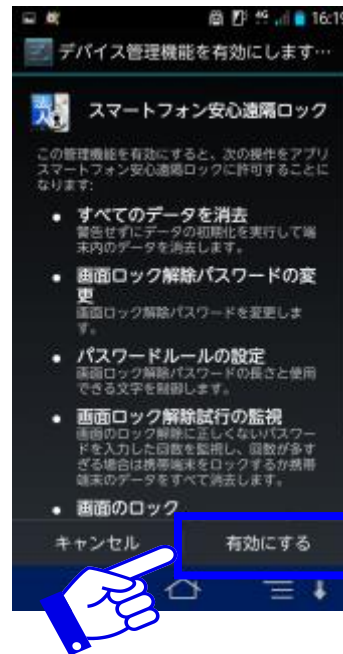 4G 16:19
デバイス管理機能を有効にします…
法人
スマートフォン安心遠隔ロック
この管理機能を有効にすると、次の操作をアプリ
スマートフォン安心遠隔ロックに許可することに
なります:
● すべてのデータを消去
警告せずにデータの初期化を実行して端
末内のデータを消去します。
● 画面ロック解除パスワードの変
更
画面ロック解除パスワードを変更しま
す。
● パスワードルールの設定
画面ロック解除パスワードの長さと使用
できる文字を制御します。
● 画面ロック解除試行の監視
画面のロック解除に正しくないパスワー
ドを入力した回数を監視し、回数が多す
ぎる場合は携帯端末をロックするか携帯
端末のデータをすべて消去します。
● 画面のロック
キャンセル 有効にする